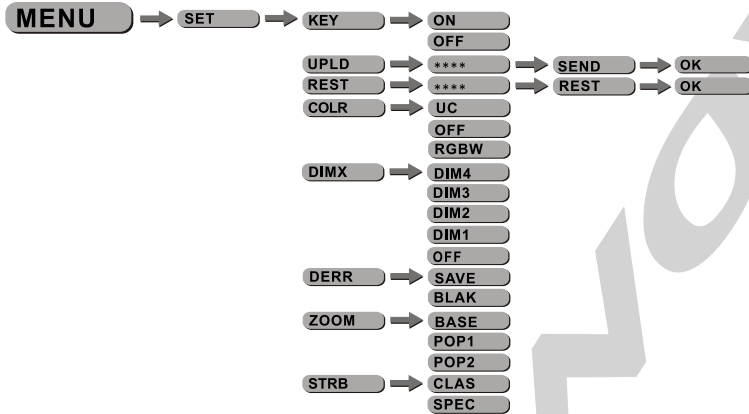 MENU SET KEY ON
OFF
UPLD **** SEND OK
REST **** REST OK
COLR UC
OFF
RGBW
DIMX DIM4
DIM3
DIM2
DIM1
OFF
DERR SAVE
BLAK
ZOOM BASE
POP1
POP2
STRB CLAS
SPEC